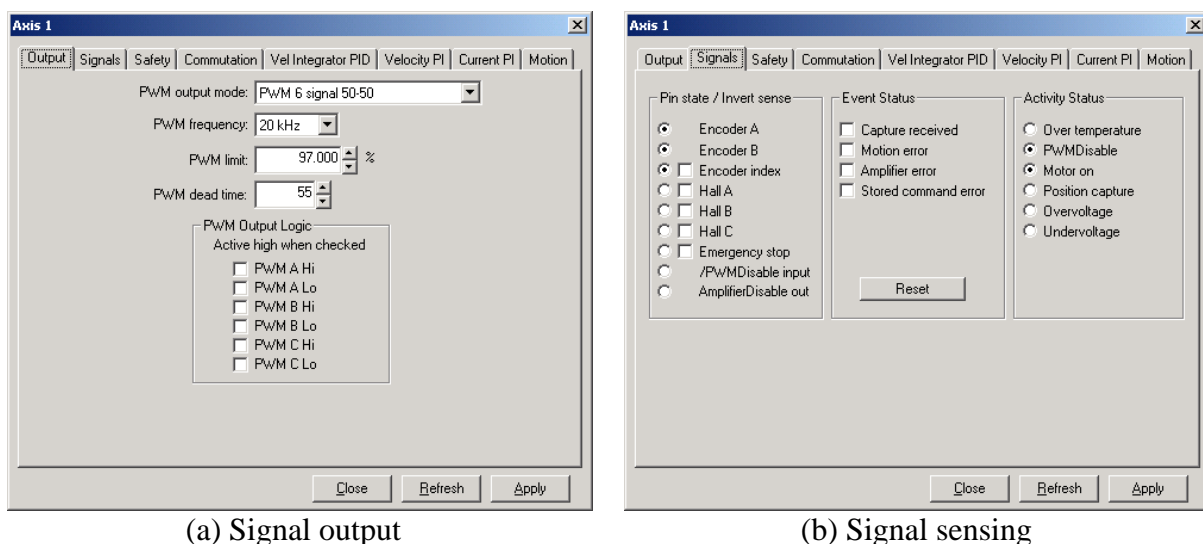 Axis 1
Output Signals Safety Commutation Vel Integrator PID Velocity PI Current PI Motion
PWM output mode: PWM 6 signal 50-50
PWM frequency: 20 kHz
PWM limit: 97.000 %
PWM dead time: 55
PWM Output Logic
Active high when checked
PWM A Hi
PWM A Lo
PWM B Hi
PWM B Lo
PWM C Hi
PWM C Lo
Close Refresh Apply
(a) Signal output
Axis 1
Output Signals Safety Commutation Vel Integrator PID Velocity PI Current PI Motion
Pin state / Invert sense
Encoder A
Encoder B
Encoder index
Hall A
Hall B
Hall C
Emergency stop
/PWMDisable input
AmplifierDisable out
Event Status
Capture received
Motion error
Amplifier error
Stored command error
Reset
Activity Status
Over temperature
PWMDisable
Motor on
Position capture
Overvoltage
Undervoltage
Close Refresh Apply
(b) Signal sensing